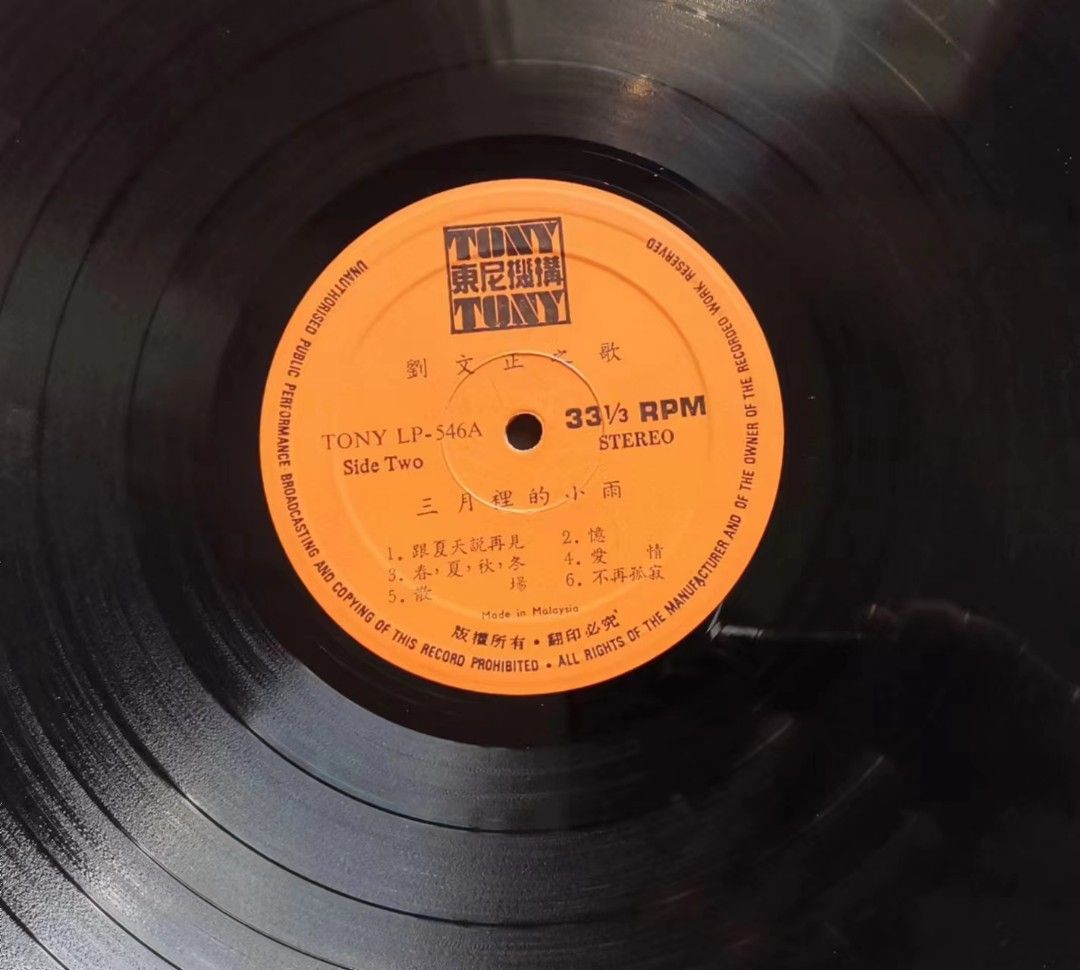 TONY
東尼機構
TONY
劉文正之歌
TONY LP-546A
Side Two
33 1/3 RPM
STEREO
三月裡的小雨
1. 跟夏天説再見
2. 憶
3. 春，夏，秋，冬
4. 愛情
5. 散場
6. 不再孤寂
Made in Malaysia
版權所有 • 翻印必究
UNAUTHORISED PUBLIC PERFORMANCE BROADCASTING AND COPYING OF THIS RECORD PROHIBITED • ALL RIGHTS OF THE MANUFACTURER AND OF THE OWNER OF THE RECORDED WORK RESERVED